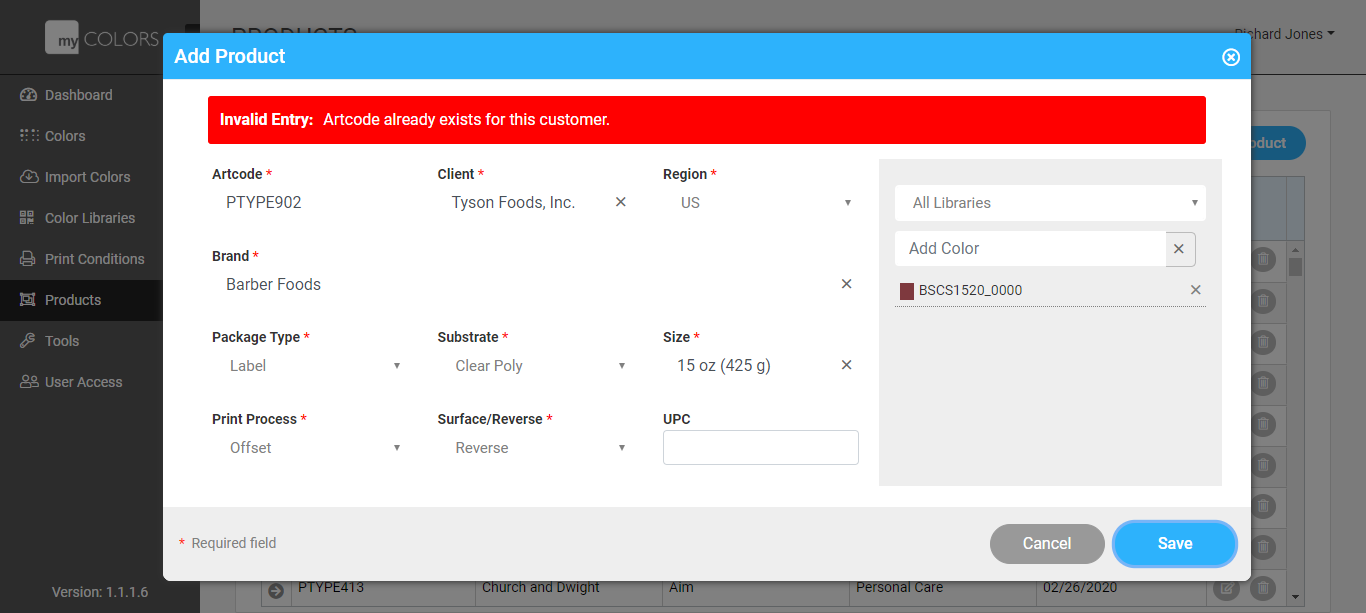 my COLORS
PRODUCTS
Richard Jones
Add Product
Dashboard
Colors
Import Colors
Color Libraries
Print Conditions
Products
Tools
User Access
Version: 1.1.1.6
Invalid Entry: Artcode already exists for this customer.
Artcode * Client * Region *
PTYPE902 Tyson Foods, Inc. US
Brand *
Barber Foods
Package Type * Substrate * Size *
Label Clear Poly 15 oz (425 g)
Print Process * Surface/Reverse * UPC
Offset Reverse
All Libraries
Add Color
BSCS1520_0000
* Required field
Cancel Save
PTYPE413 Church and Dwight Aim Personal Care 02/26/2020